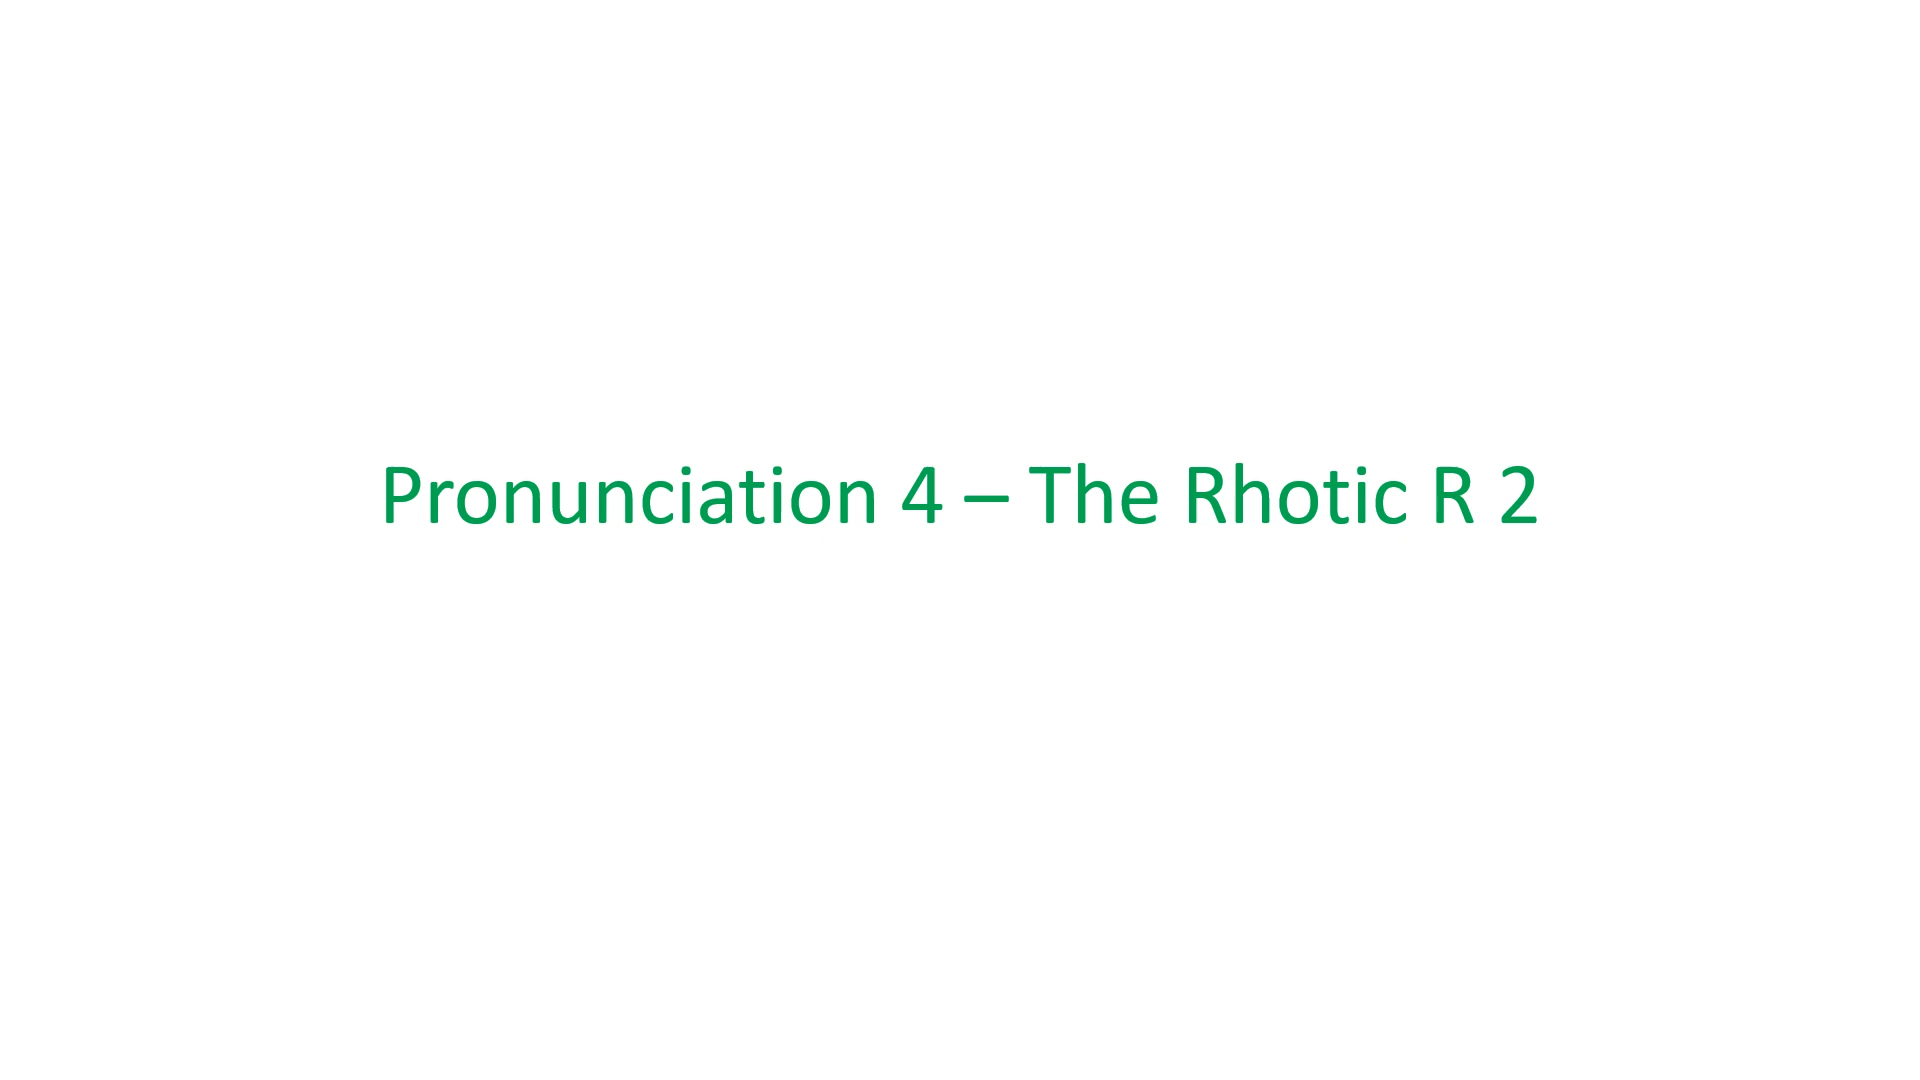 Pronunciation 4 – The Rhotic R 2